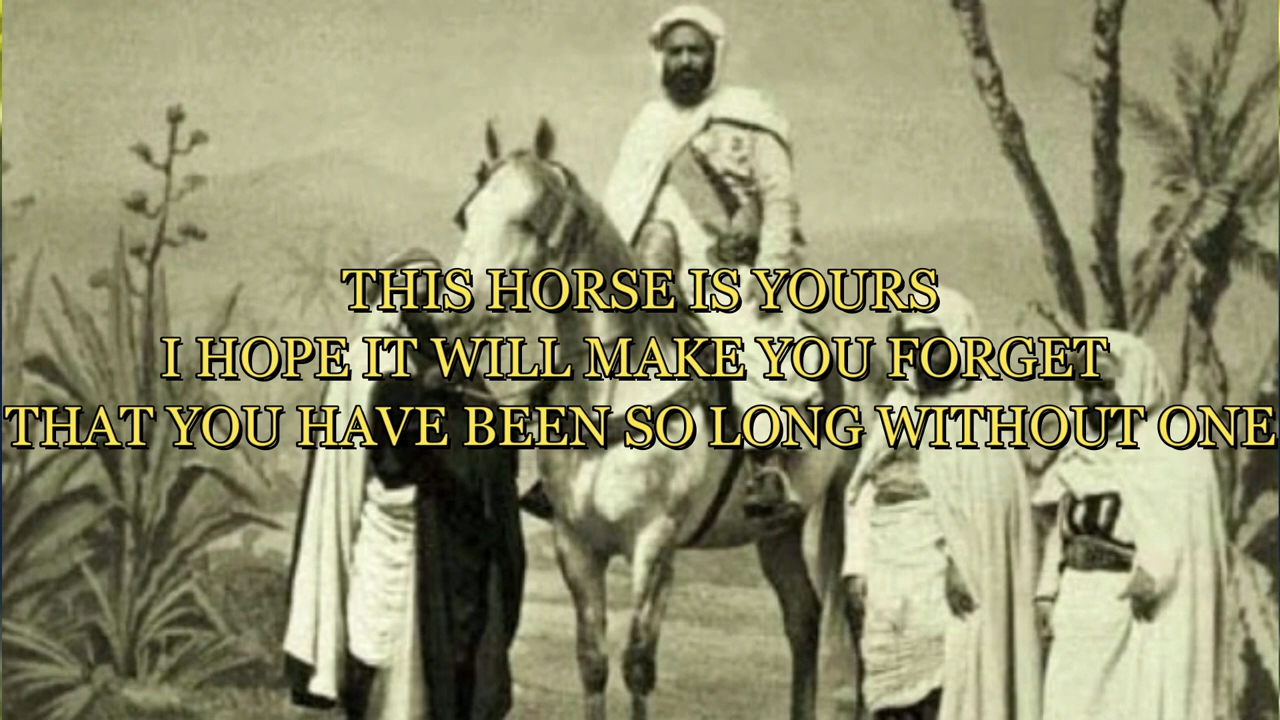 THIS HORSE IS YOURS
I HOPE IT WILL MAKE YOU FORGET
THAT YOU HAVE BEEN SO LONG WITHOUT ONE